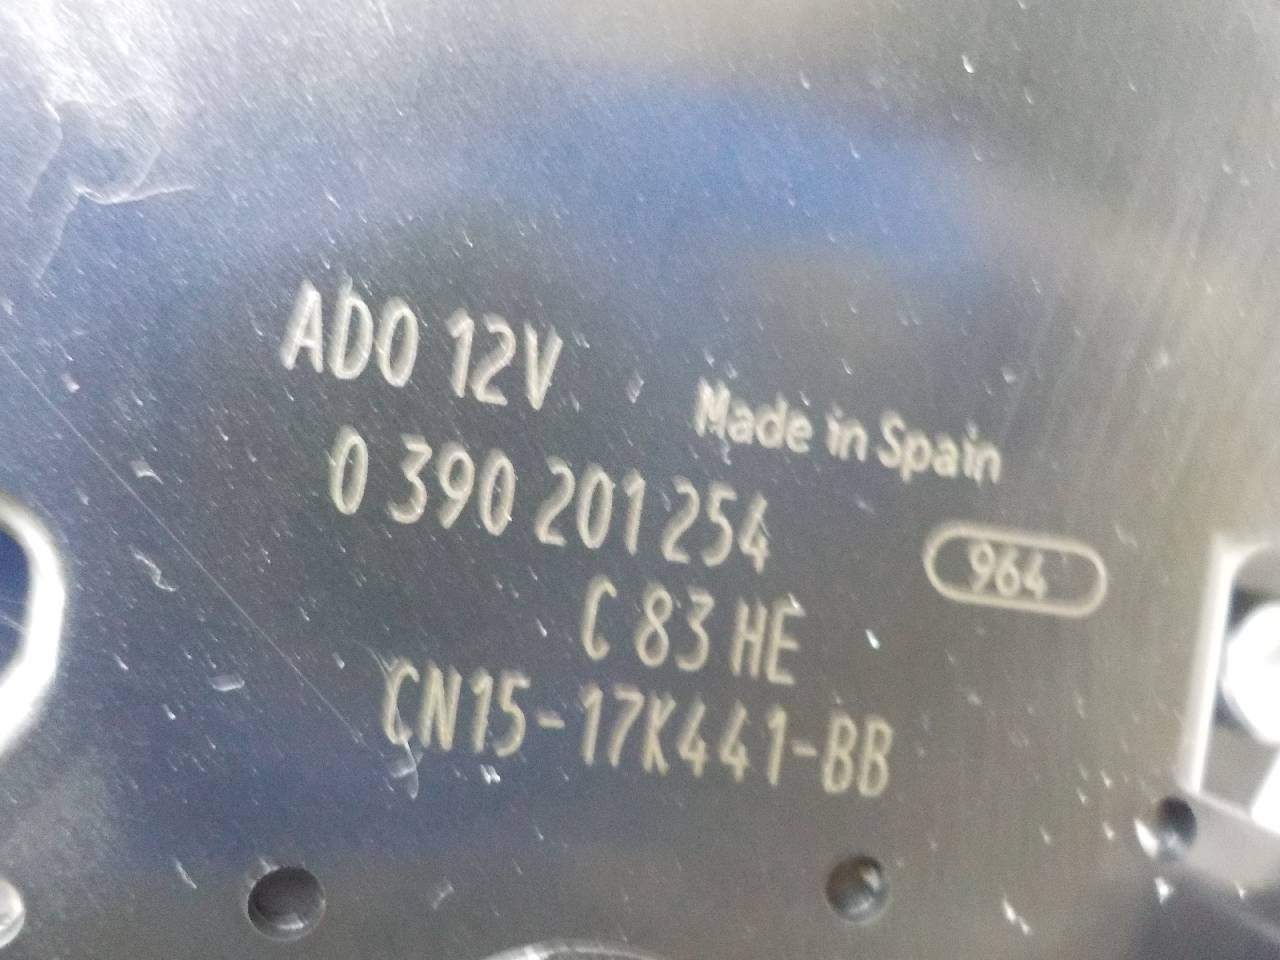 ADO 12V
Made in Spain
0 390 201 254
964
C 83 HE
CN15-17K441-BB